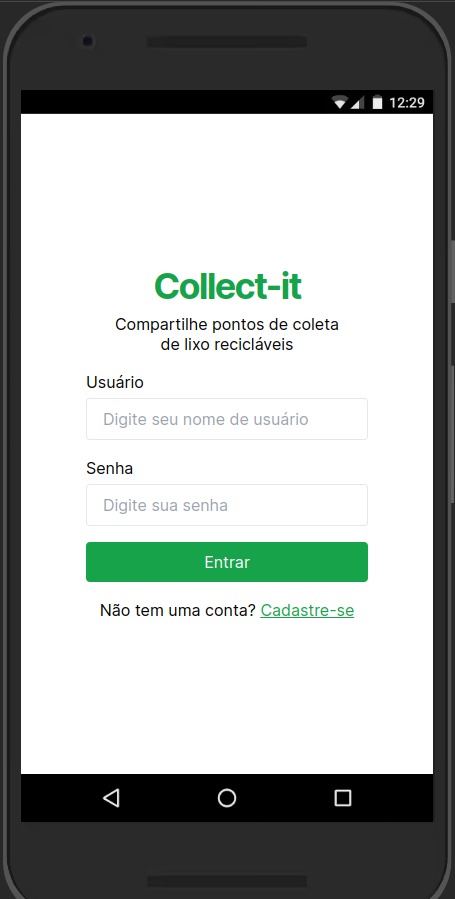 12:29
Collect-it
Compartilhe pontos de coleta
de lixo recicláveis
Usuário
Digite seu nome de usuário
Senha
Digite sua senha
Entrar
Não tem uma conta? Cadastre-se